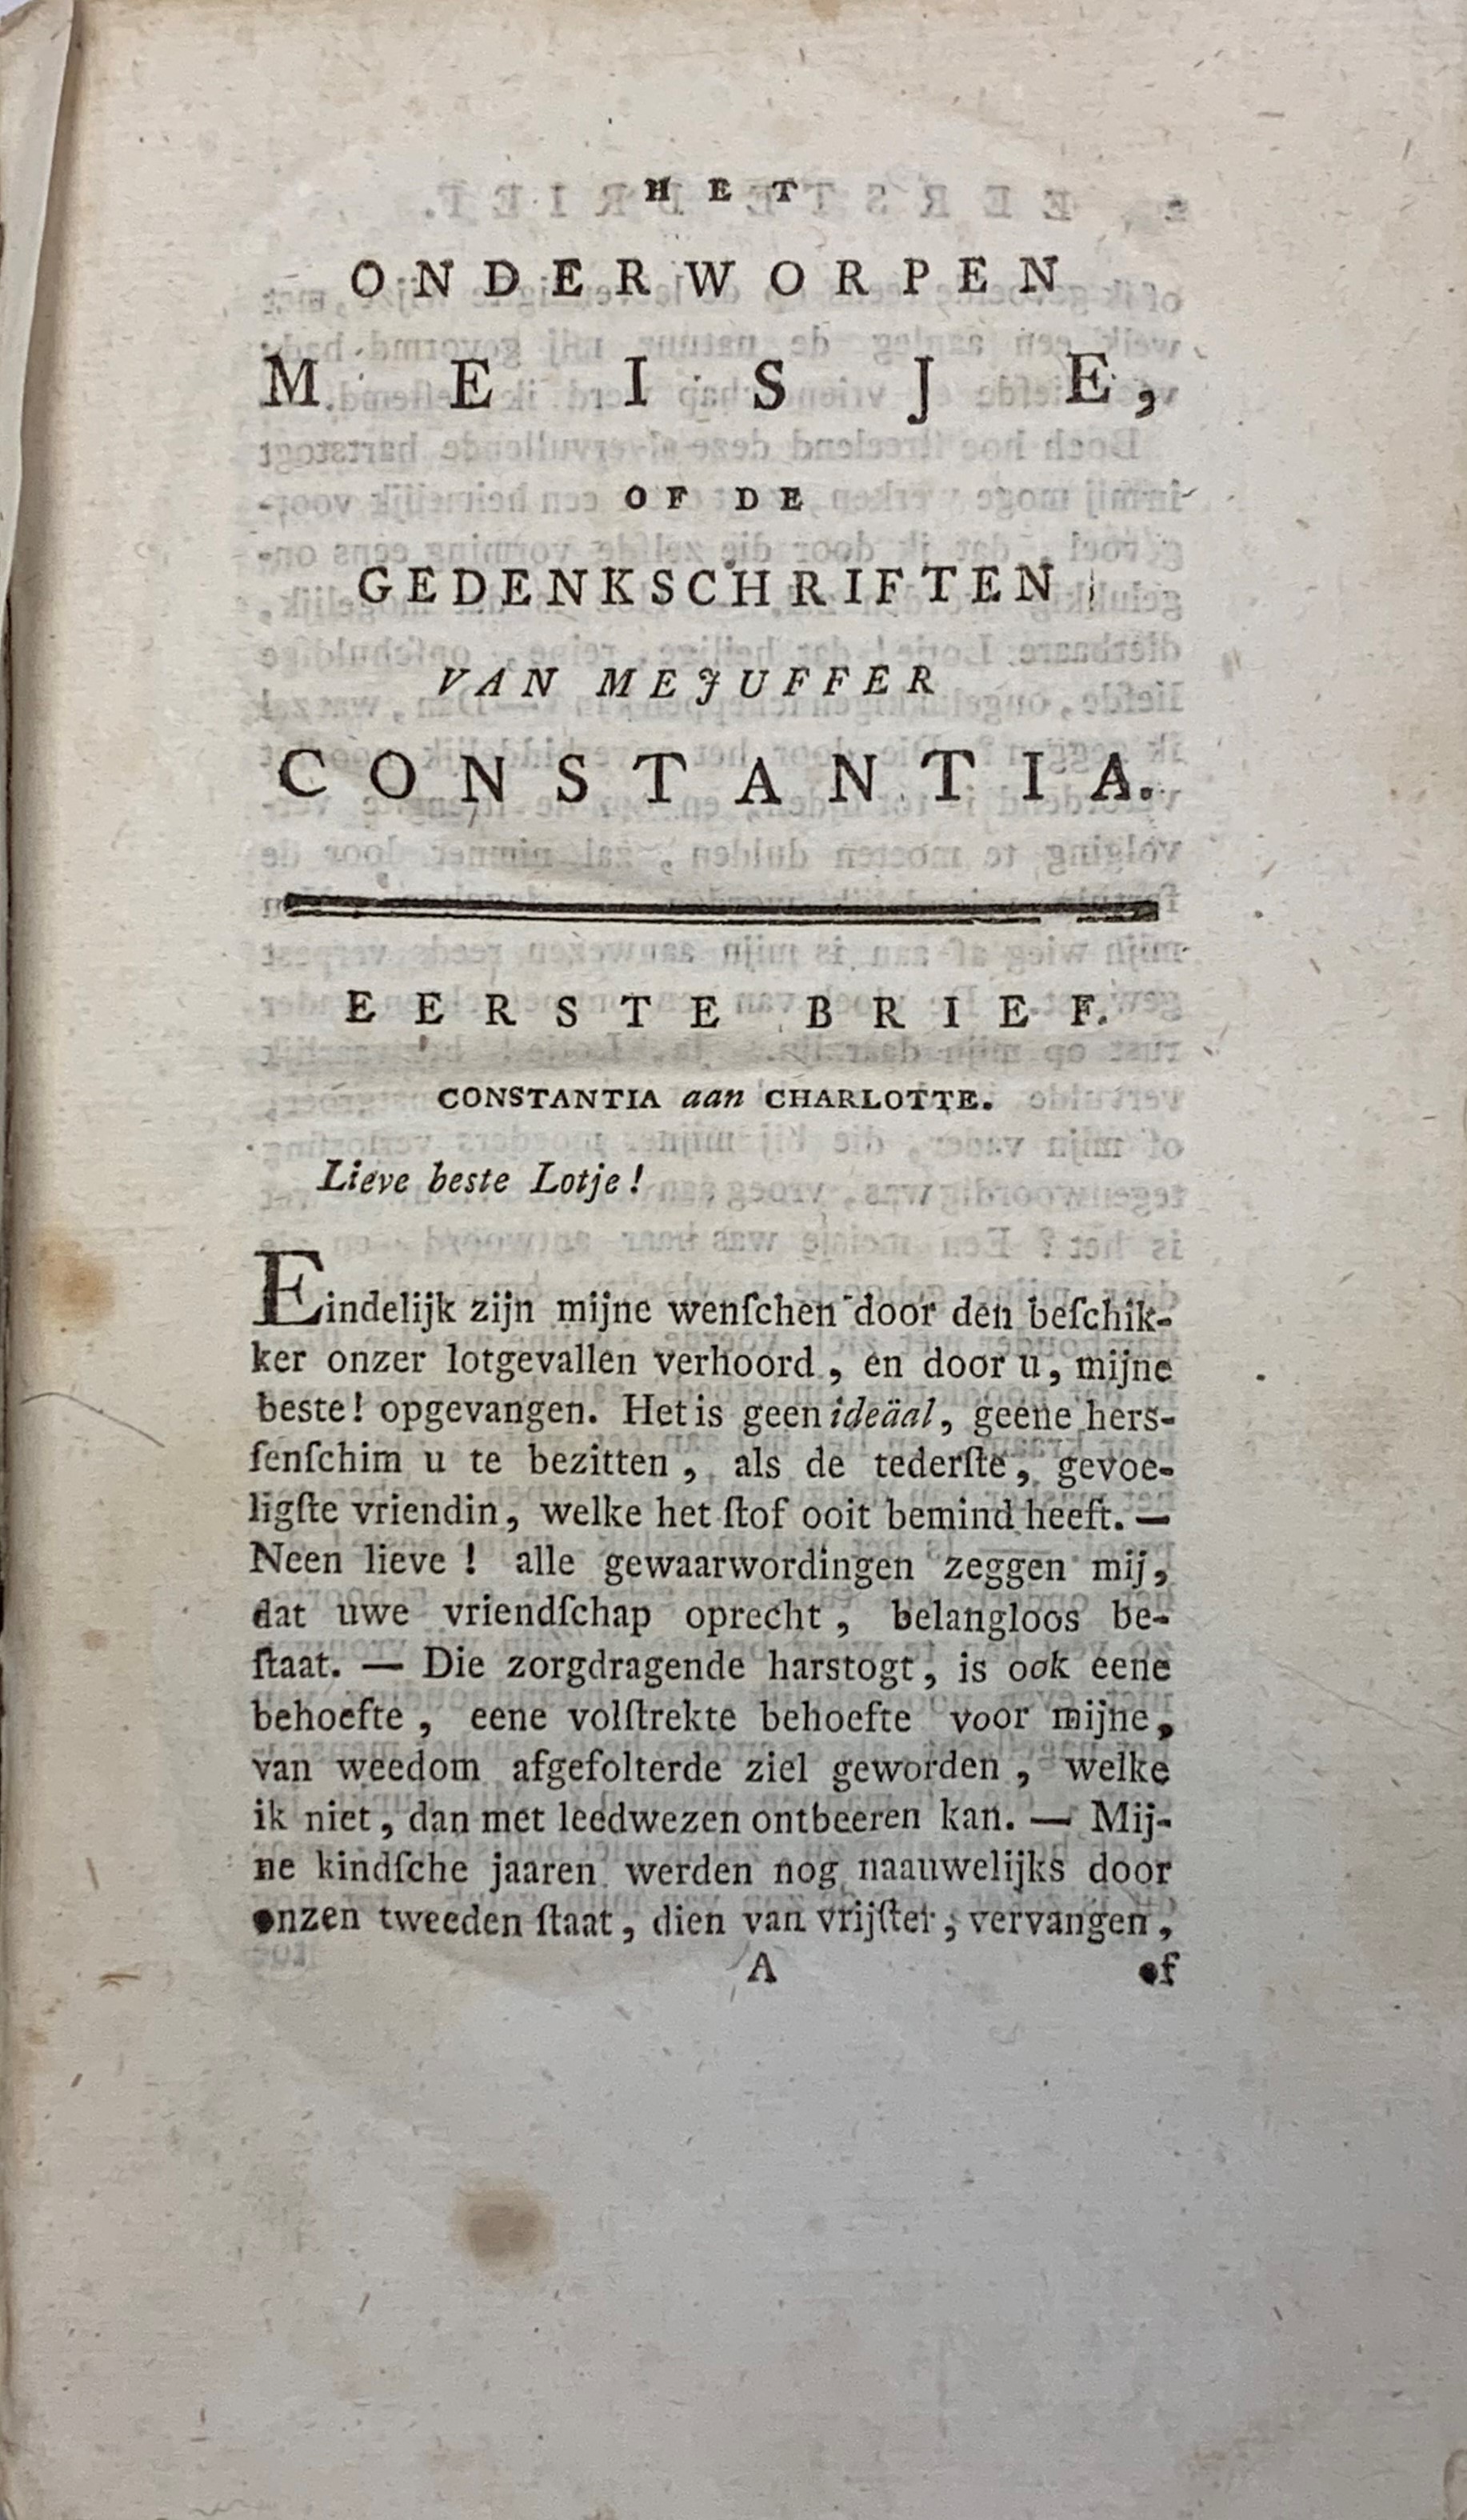 HET
ONDERWORPEN
MEISJE,
OF DE
GEDENKSCHRIFTEN
VAN MEJUFFER
CONSTANTIA.
EERSTE BRIEF.
CONSTANTIA aan CHARLOTTE.
Lieve beste Lotje!
Eindelijk zijn mijne wenſchen door den beſchik-
ker onzer lotgevallen verhoord, en door u, mijne
beste! opgevangen. Het is geen ideäal, geene hers-
ſenſchim u te bezitten, als de tederſte, gevoe-
ligſte vriendin, welke het ſtof ooit bemind heeft. —
Neen lieve! alle gewaarwordingen zeggen mij,
dat uwe vriendſchap oprecht, belangloos be-
ſtaat. — Die zorgdragende harstogt, is ook eene
behoefte, eene volſtrekte behoefte voor mijne,
van weedom afgefolterde ziel geworden, welke
ik niet, dan met leedwezen ontbeeren kan. — Mij-
ne kindſche jaaren werden nog naauwelijks door
onzen tweeden ſtaat, dien van vrijſter, vervangen,
A of